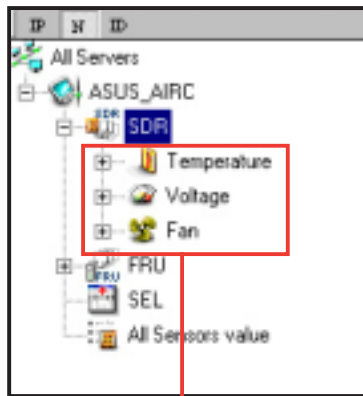 IP N ID
All Servers
ASUS_AIRC
SDR SDR
Temperature
Voltage
Fan
FRU FRU
SEL
All Sensors value